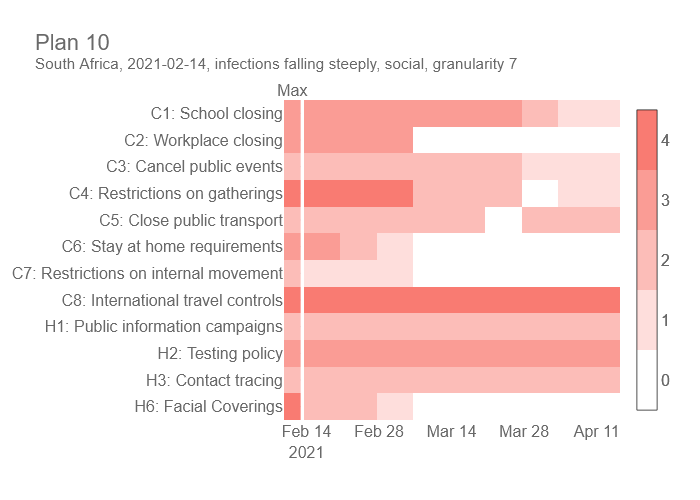 Plan 10
South Africa, 2021-02-14, infections falling steeply, social, granularity 7
Max
C1: School closing
C2: Workplace closing
C3: Cancel public events
C4: Restrictions on gatherings
C5: Close public transport
C6: Stay at home requirements
C7: Restrictions on internal movement
C8: International travel controls
H1: Public information campaigns
H2: Testing policy
H3: Contact tracing
H6: Facial Coverings
4
3
2
1
0
Feb 14 Feb 28 Mar 14 Mar 28 Apr 11
2021